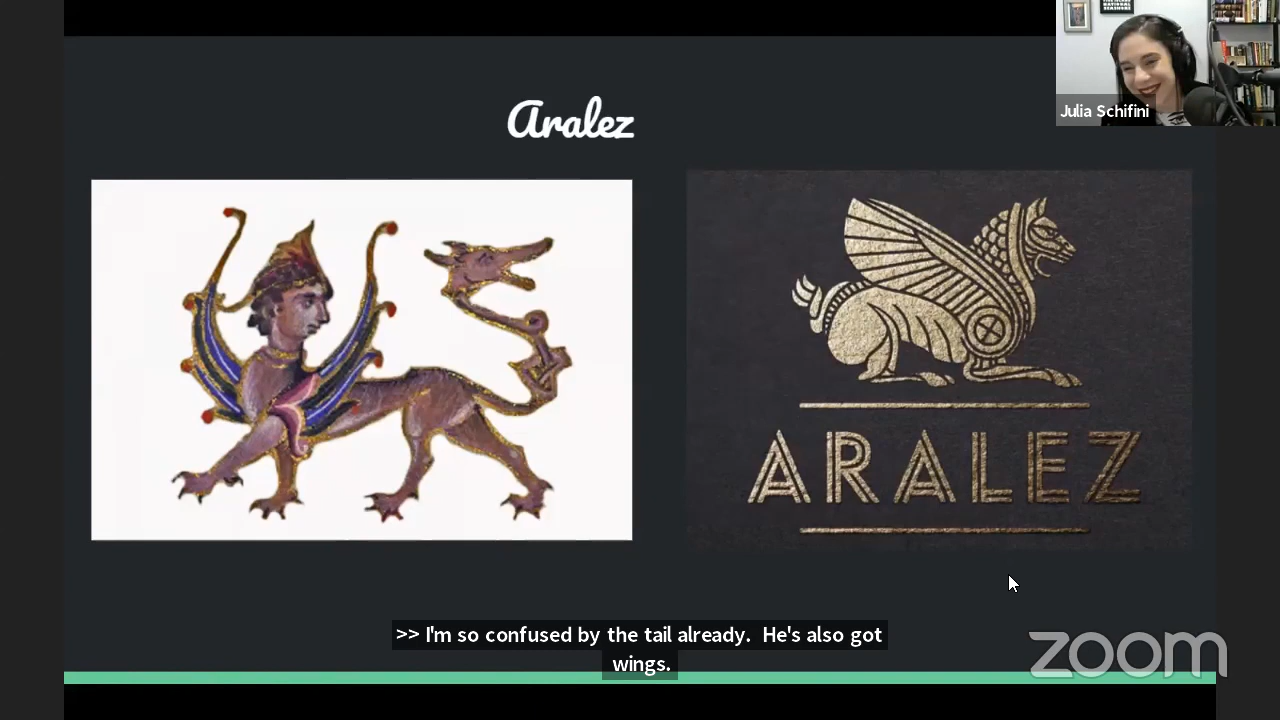 Aralez
Julia Schifini
ARALEZ
>> I'm so confused by the tail already.  He's also got
wings.
zoom